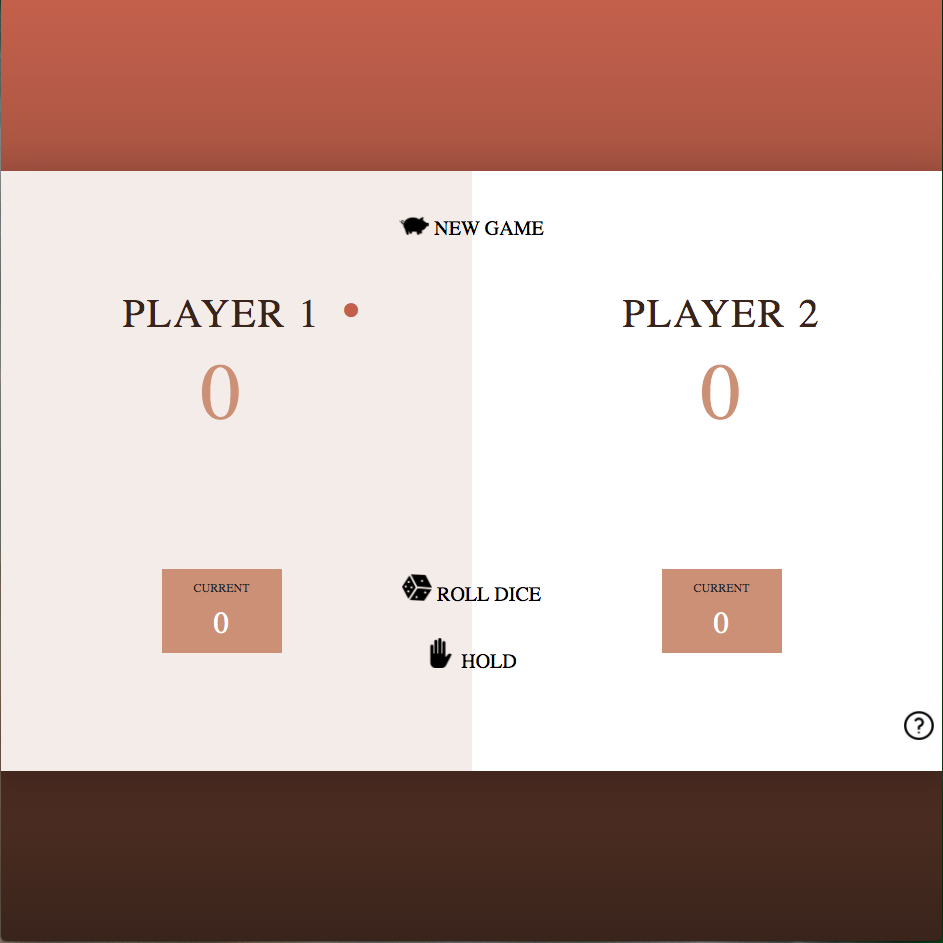 NEW GAME
PLAYER 1
PLAYER 2
0
0
CURRENT
0
ROLL DICE
CURRENT
0
HOLD
?